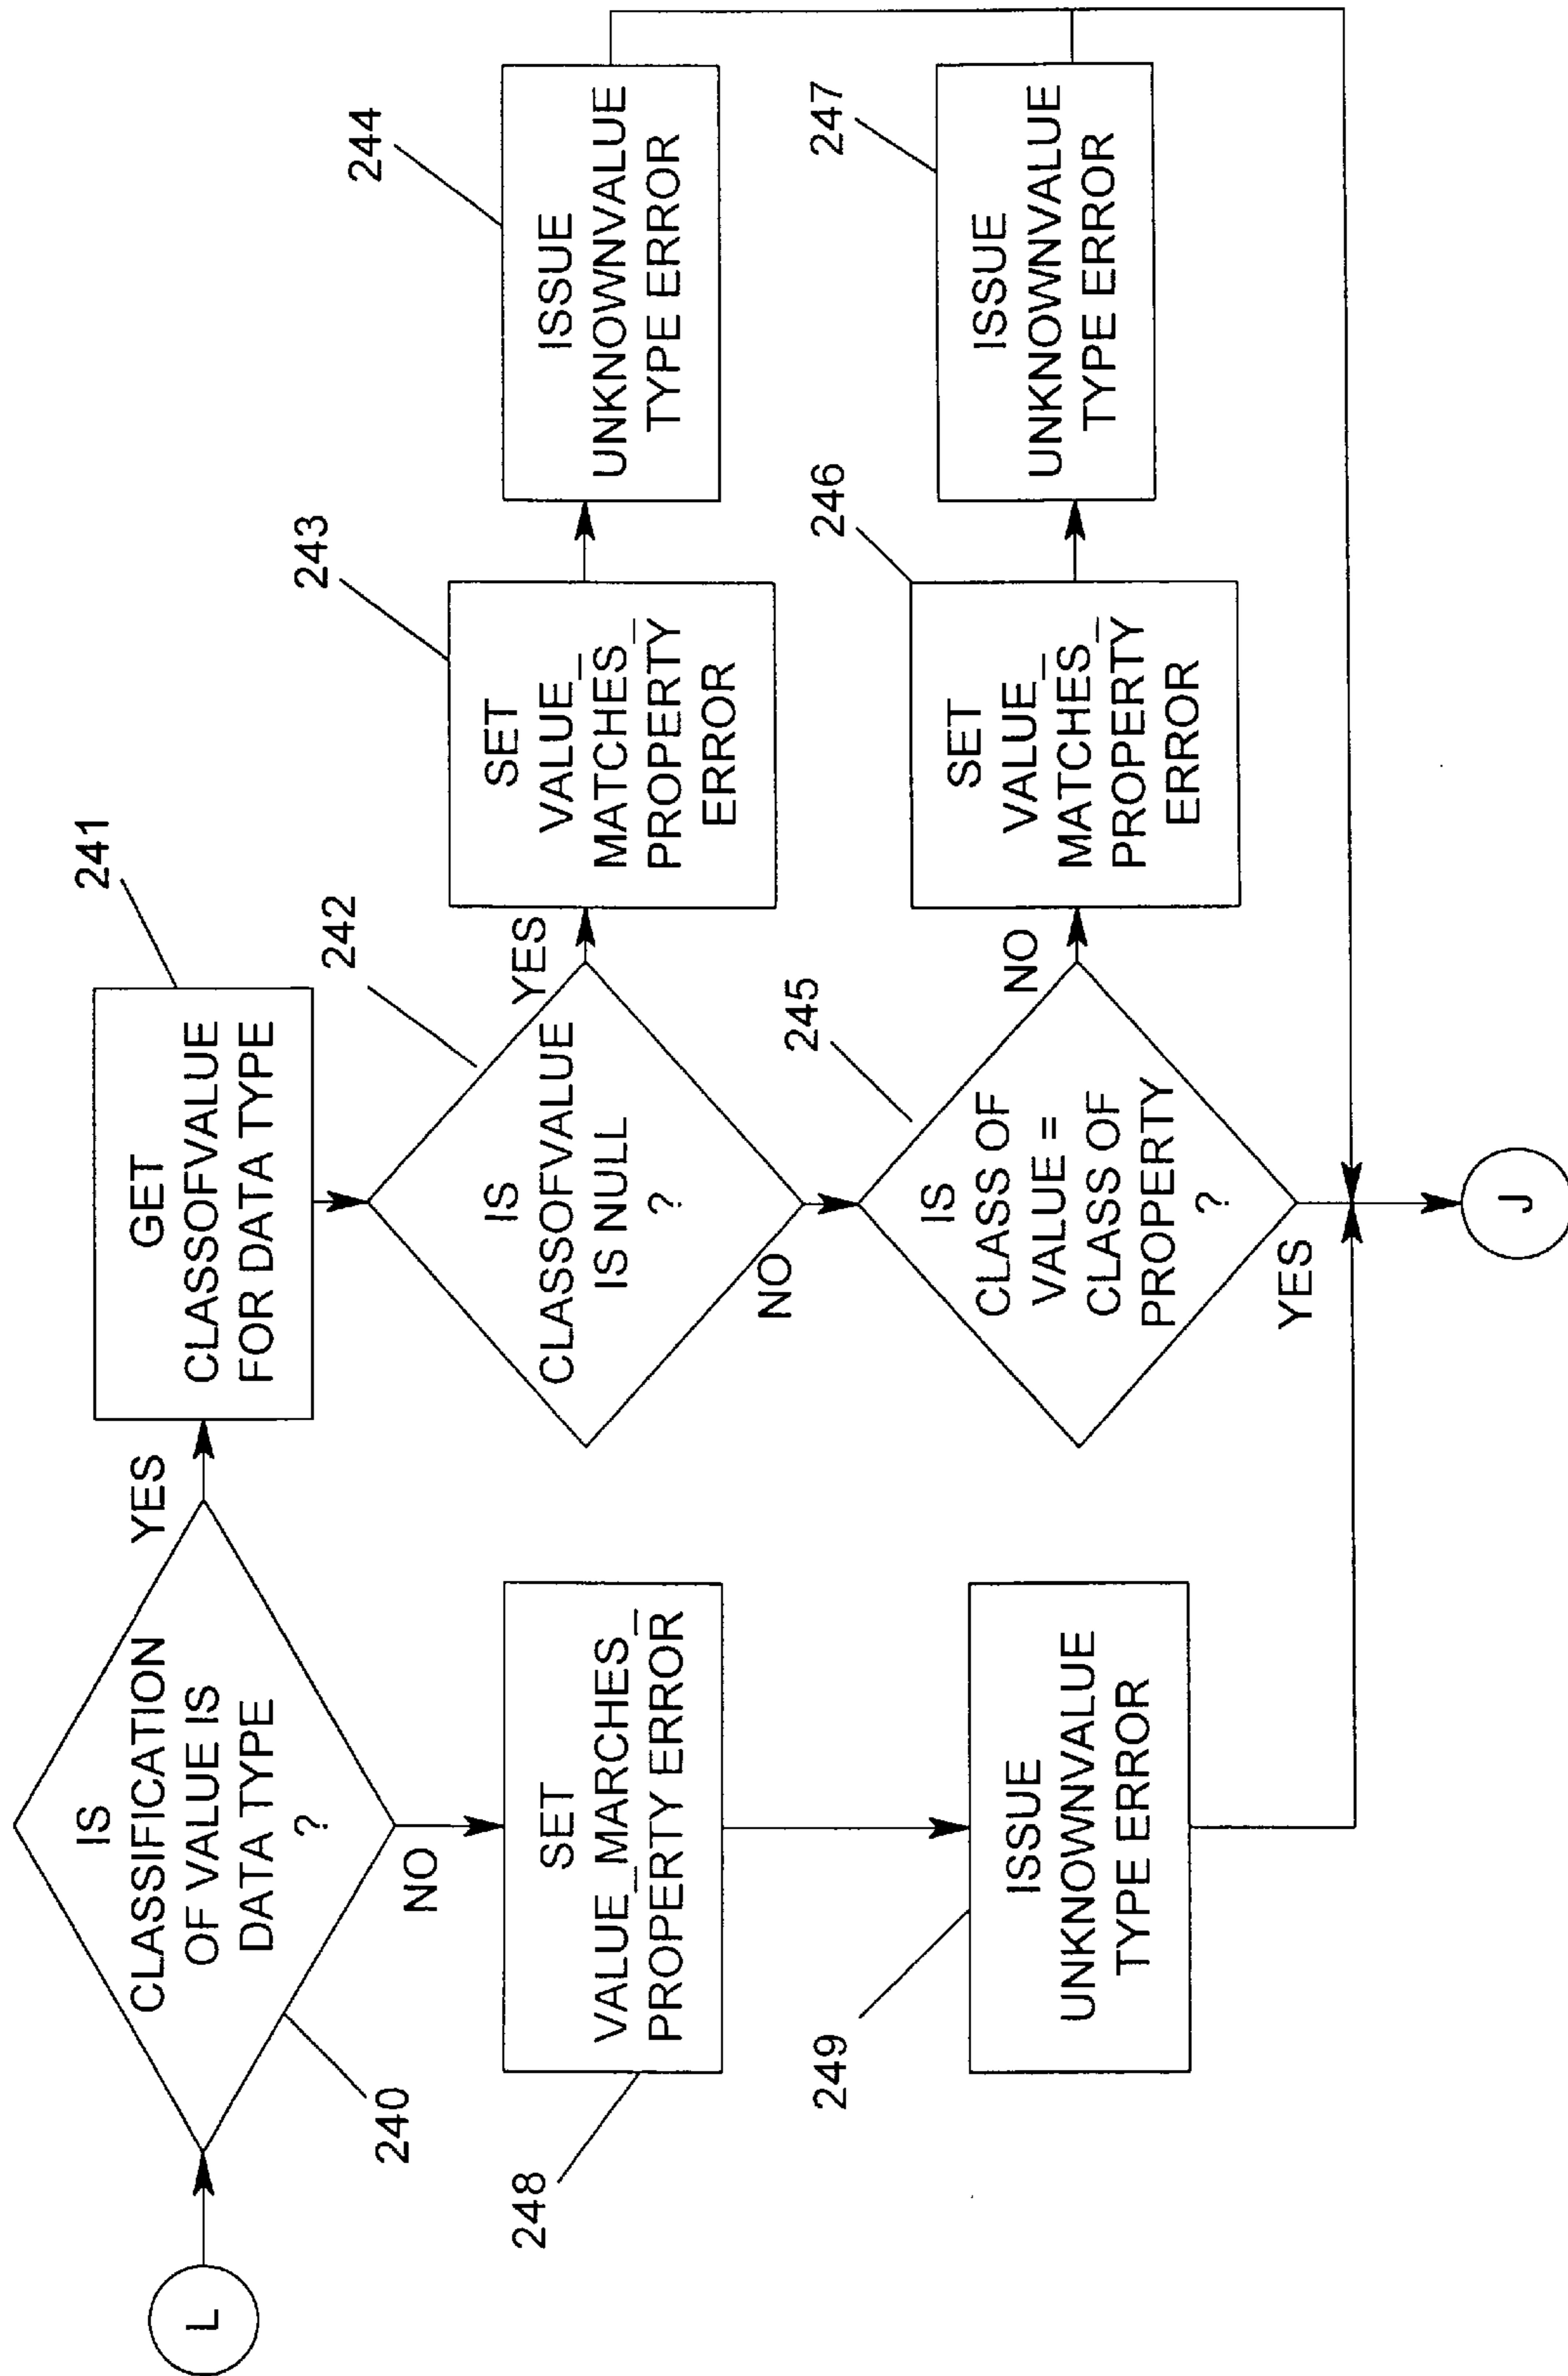 L
IS
CLASSIFICATION
OF VALUE IS
DATA TYPE
?
240
YES
NO
GET
CLASSOFVALUE
FOR DATA TYPE
241
IS
CLASSOFVALUE
IS NULL
?
242
YES
NO
SET
VALUE_
MATCHES_
PROPERTY_
ERROR
243
ISSUE
UNKNOWNVALUE
TYPE ERROR
244
IS
CLASS OF
VALUE =
CLASS OF
PROPERTY
?
245
NO
YES
SET
VALUE_
MATCHES_
PROPERTY_
ERROR
246
ISSUE
UNKNOWNVALUE
TYPE ERROR
247
SET
VALUE_MARCHES_
PROPERTY ERROR
248
ISSUE
UNKNOWNVALUE
TYPE ERROR
249
J